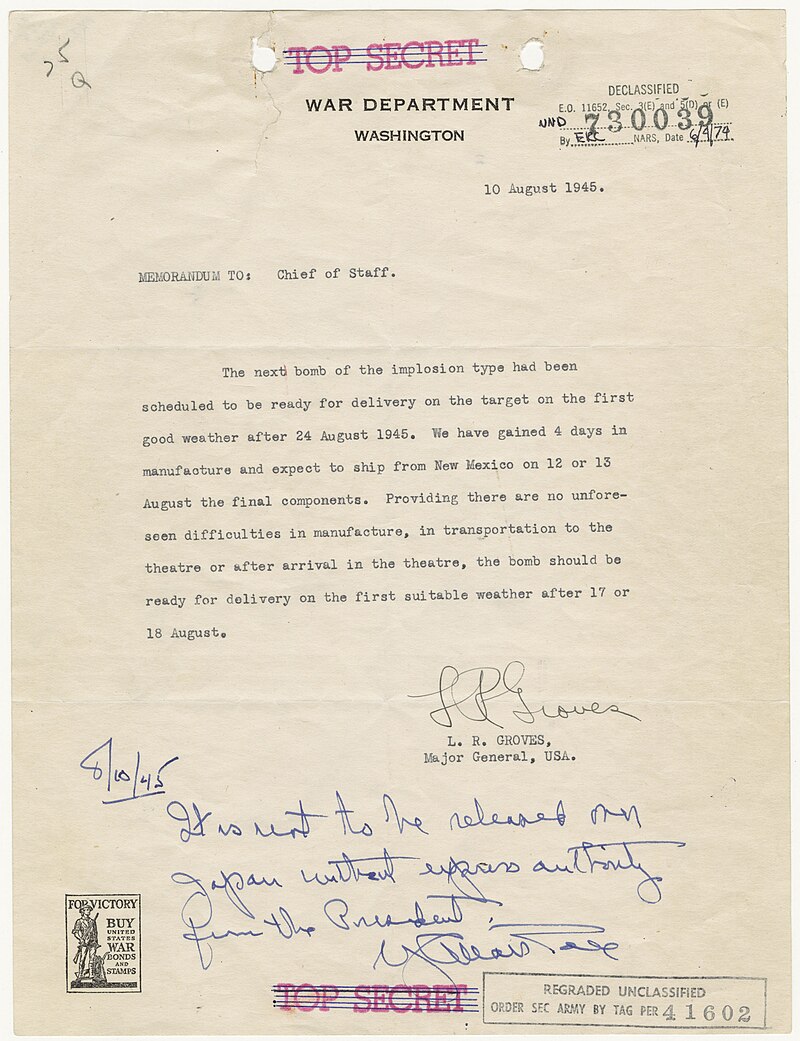 75
Q
TOP SECRET
WAR DEPARTMENT
WASHINGTON
DECLASSIFIED
E.O. 11652, Sec. 3(E) and 5(D) or (E)
NND 730039
By ERC NARS, Date 6/4/74
10 August 1945.
MEMORANDUM TO: Chief of Staff.
The next bomb of the implosion type had been
scheduled to be ready for delivery on the target on the first
good weather after 24 August 1945. We have gained 4 days in
manufacture and expect to ship from New Mexico on 12 or 13
August the final components. Providing there are no unfore-
seen difficulties in manufacture, in transportation to the
theatre or after arrival in the theatre, the bomb should be
ready for delivery on the first suitable weather after 17 or
18 August.
L R Groves
L. R. GROVES,
Major General, USA.
8/10/45
It is not to be released on
Japan without express authority
from the President.
FOR VICTORY
BUY
UNITED
STATES
WAR
BONDS
AND
STAMPS
TOP SECRET
REGRADED UNCLASSIFIED
ORDER SEC ARMY BY TAG PER 41602